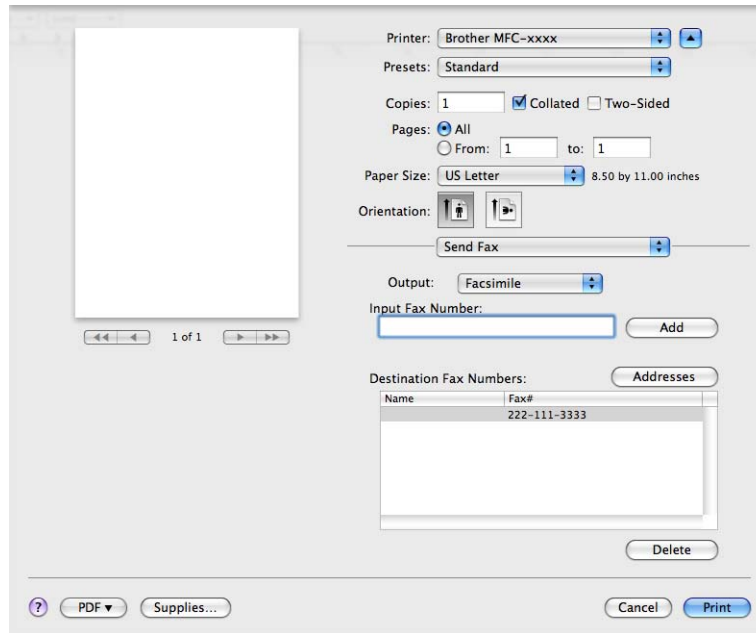 Printer: Brother MFC-xxxx
Presets: Standard
Copies: 1 Collated Two-Sided
Pages: All
From: 1 to: 1
Paper Size: US Letter 8.50 by 11.00 inches
Orientation:
Send Fax
Output: Facsimile
Input Fax Number:
Add
1 of 1
Destination Fax Numbers: Addresses
Name Fax#
222-111-3333
Delete
? PDF▼ Supplies... Cancel Print